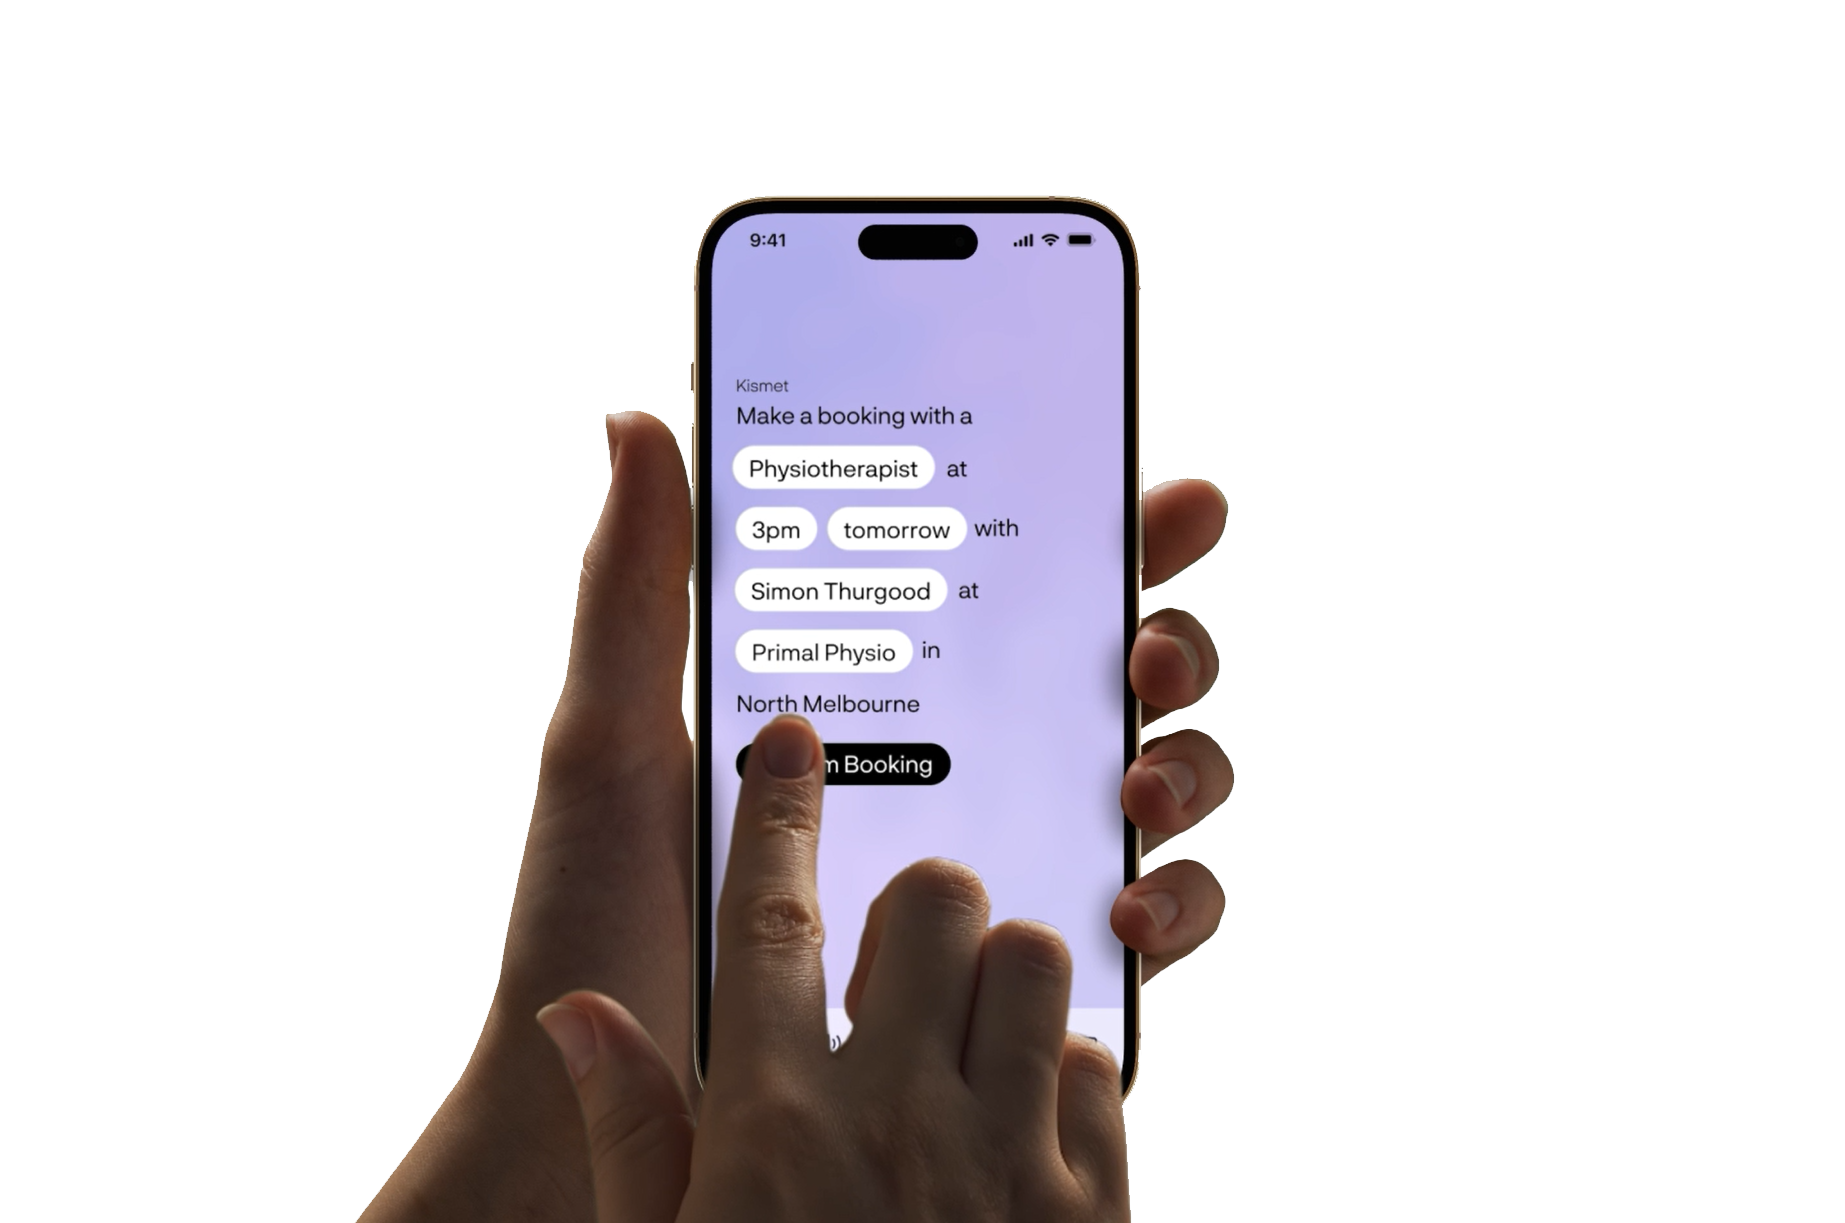 9:41
Kismet
Make a booking with a
Physiotherapist at
3pm tomorrow with
Simon Thurgood at
Primal Physio in
North Melbourne
Booking